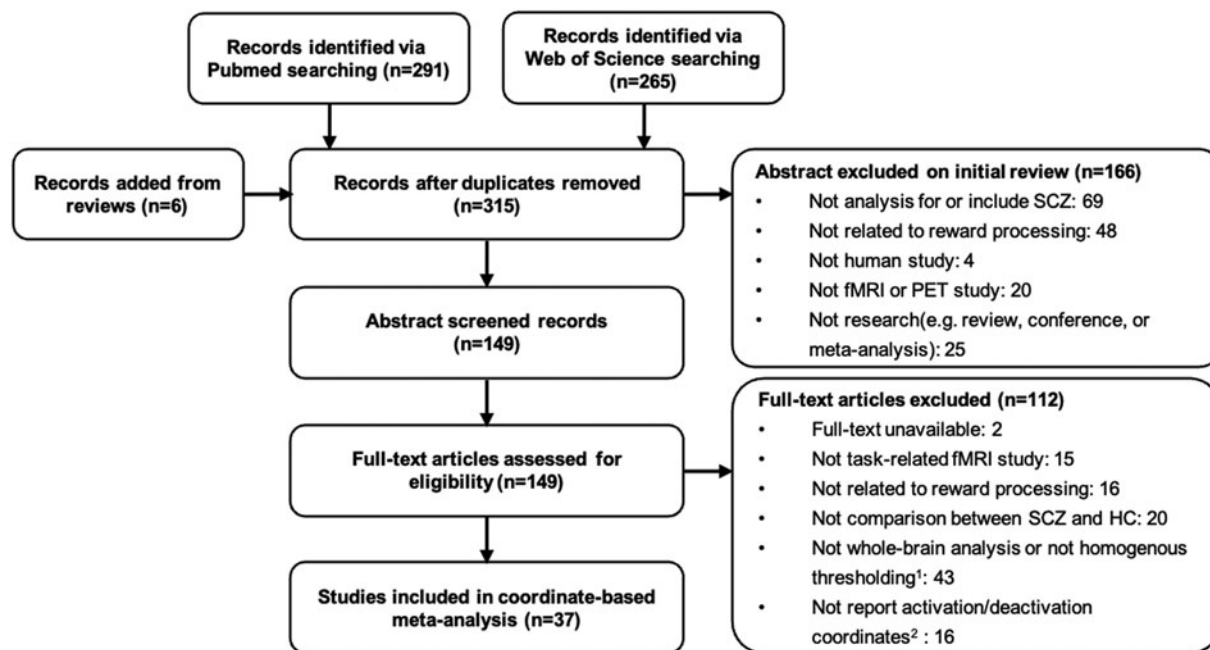 Records identified via
Pubmed searching (n=291)
Records identified via
Web of Science searching
(n=265)
Records added from
reviews (n=6)
Records after duplicates removed
(n=315)
Abstract excluded on initial review (n=166)
• Not analysis for or include SCZ: 69
• Not related to reward processing: 48
• Not human study: 4
• Not fMRI or PET study: 20
• Not research(e.g. review, conference, or
meta-analysis): 25
Abstract screened records
(n=149)
Full-text articles assessed for
eligibility (n=149)
Full-text articles excluded (n=112)
• Full-text unavailable: 2
• Not task-related fMRI study: 15
• Not related to reward processing: 16
• Not comparison between SCZ and HC: 20
• Not whole-brain analysis or not homogenous
thresholding¹: 43
• Not report activation/deactivation
coordinates² : 16
Studies included in coordinate-based
meta-analysis (n=37)